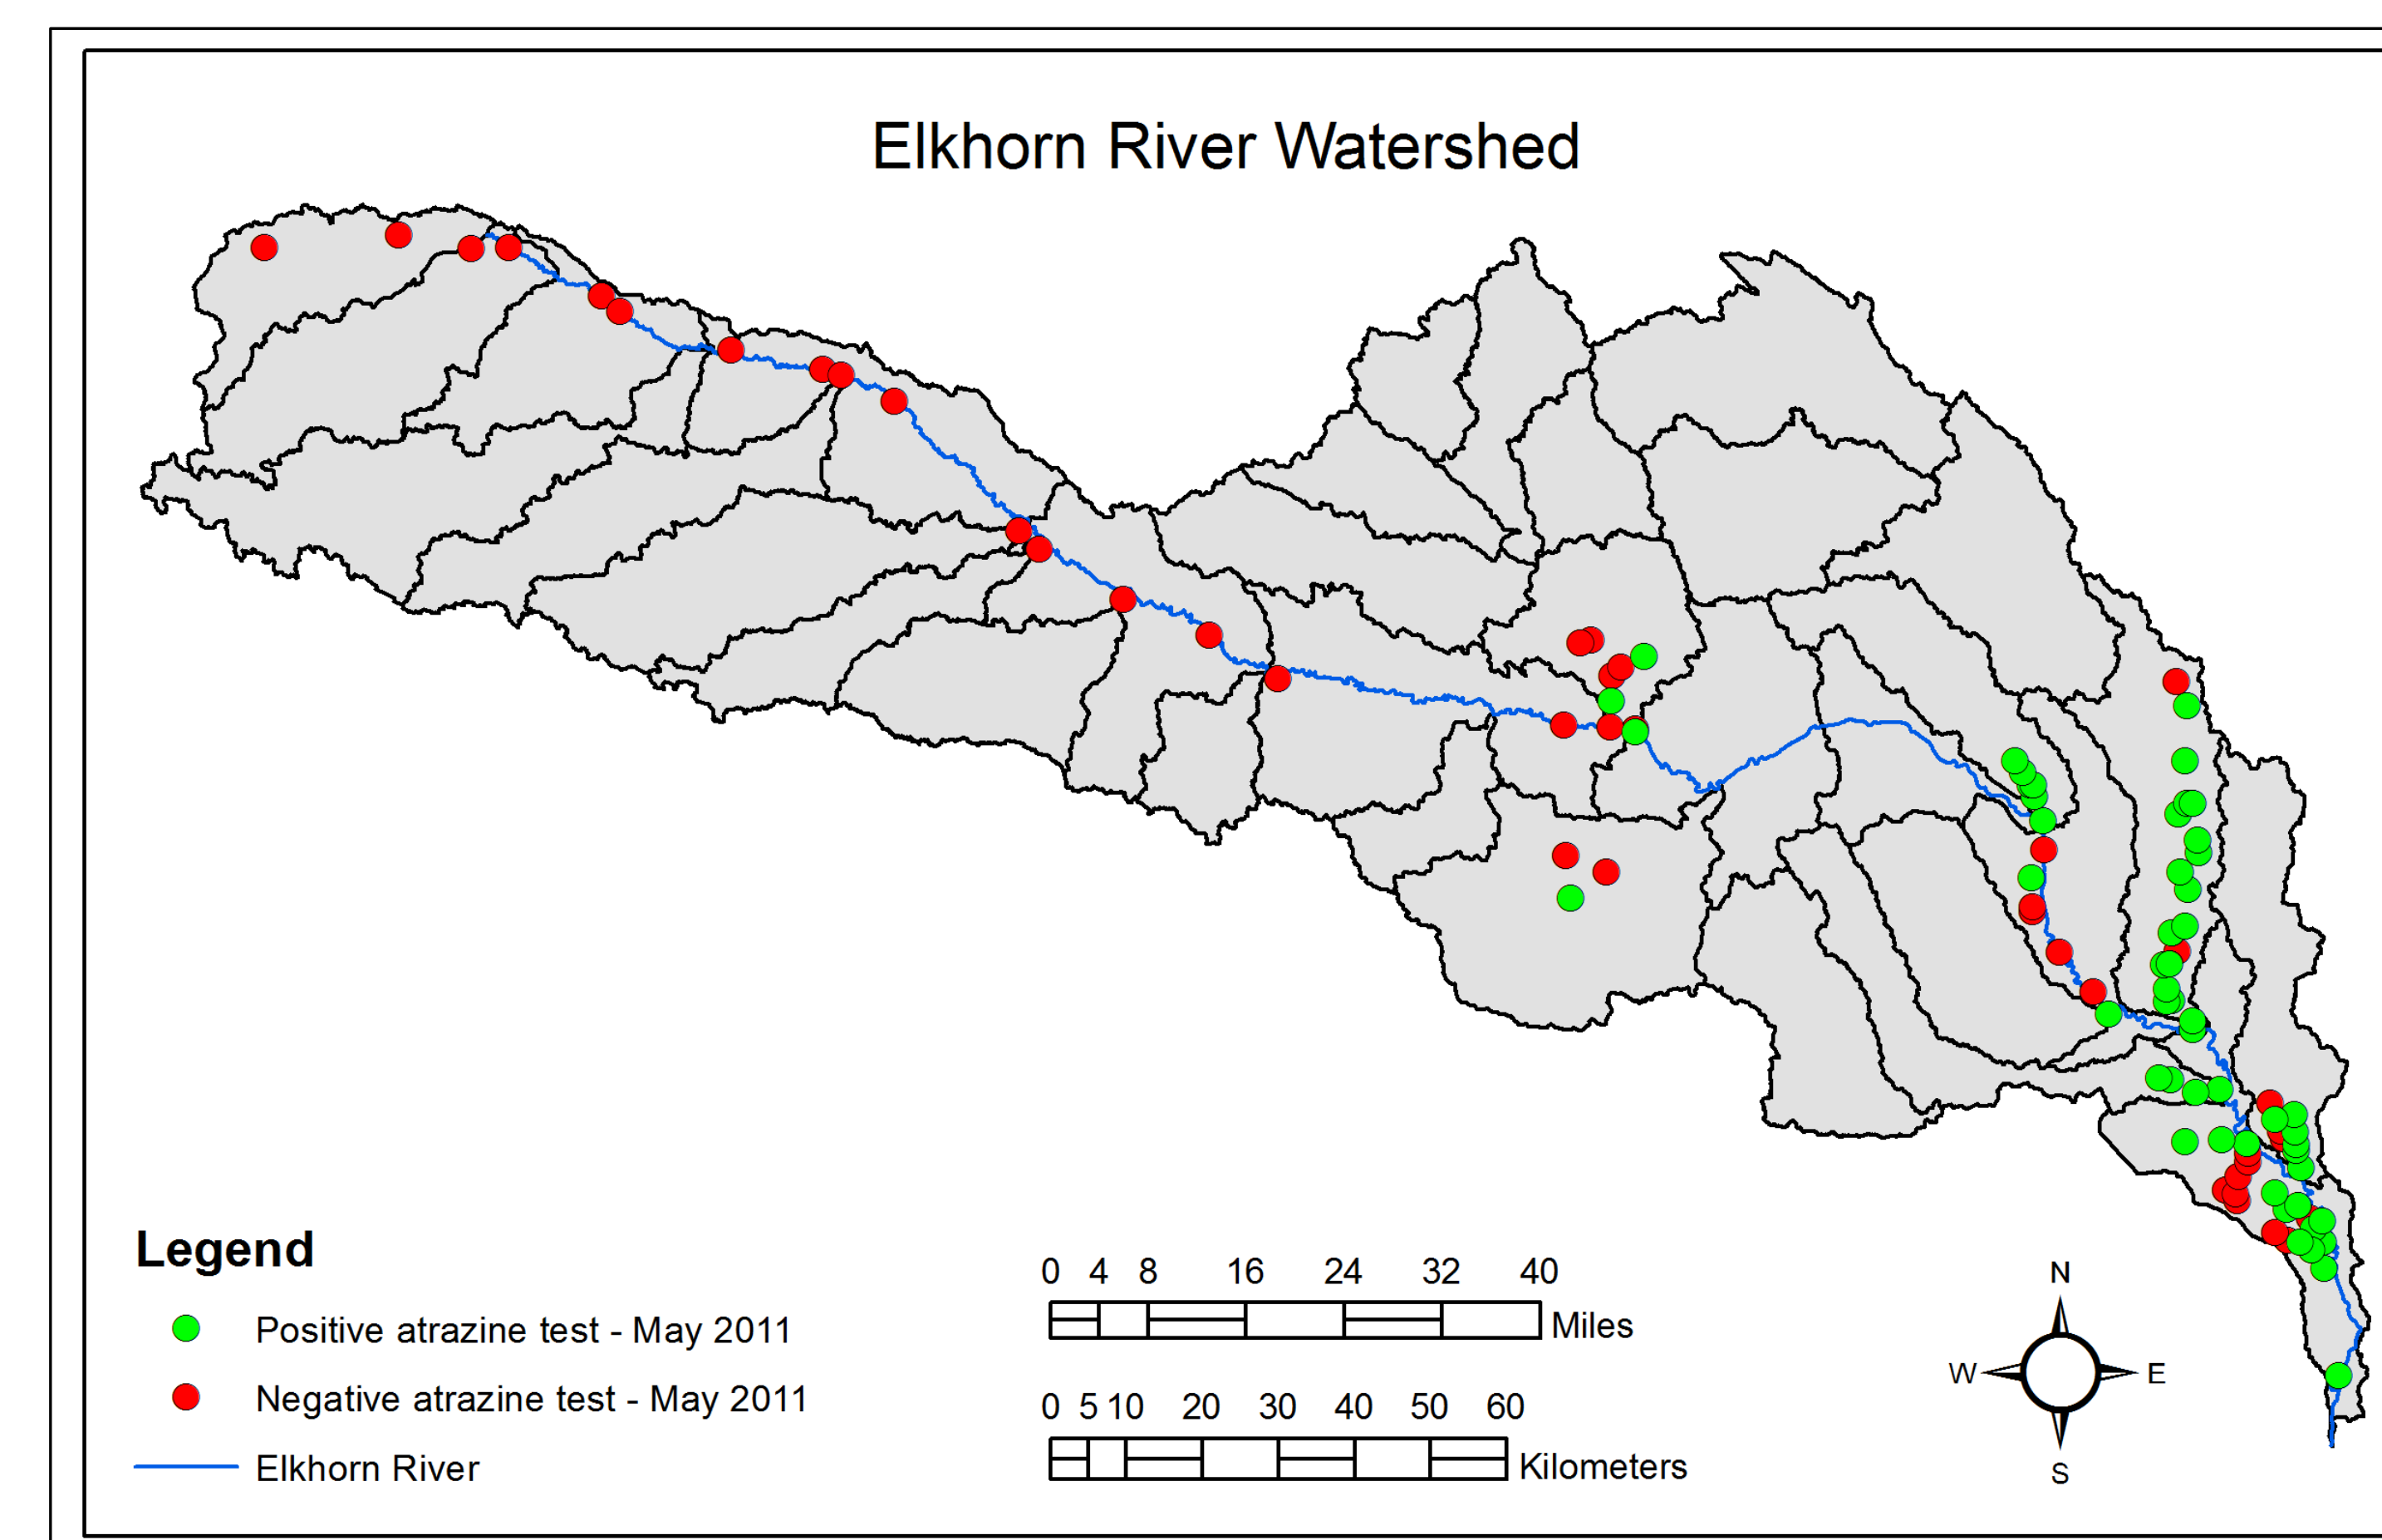 Elkhorn River Watershed
Legend
Positive atrazine test - May 2011
Negative atrazine test - May 2011
Elkhorn River
0 4 8 16 24 32 40
Miles
0 5 10 20 30 40 50 60
Kilometers
N
W E
S